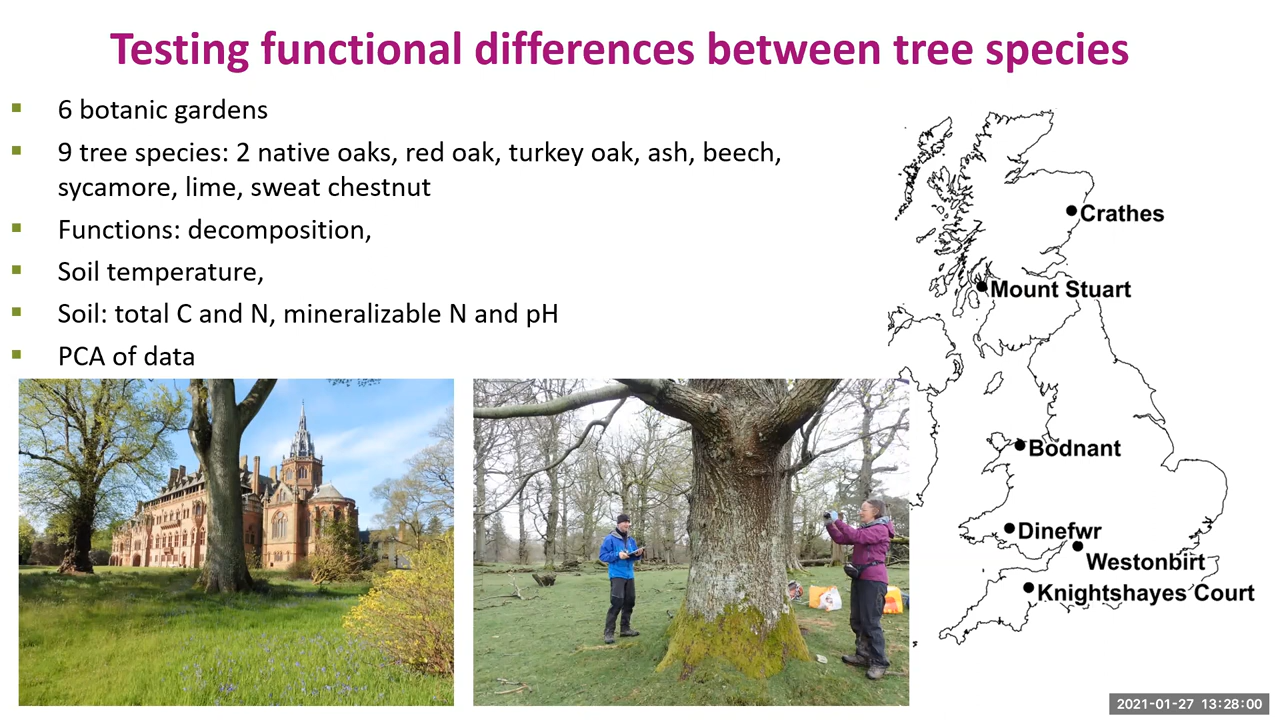 Testing functional differences between tree species
6 botanic gardens
9 tree species: 2 native oaks, red oak, turkey oak, ash, beech,
sycamore, lime, sweat chestnut
Functions: decomposition,
Soil temperature,
Soil: total C and N, mineralizable N and pH
PCA of data
Crathes
Mount Stuart
Bodnant
Dinefwr
Westonbirt
Knightshayes Court
2021-01-27 13:28:00